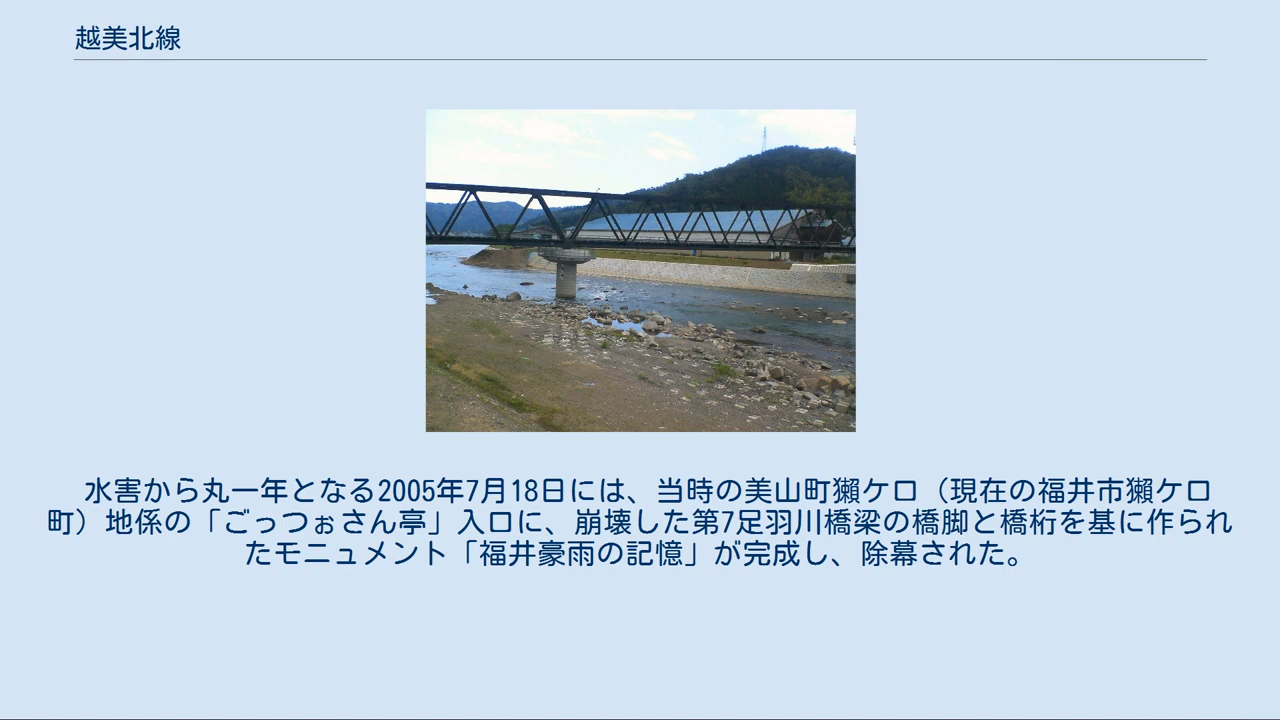 越美北線
水害から丸一年となる2005年7月18日には、当時の美山町獺ケ口（現在の福井市獺ケ口
町）地係の「ごっつぉさん亭」入口に、崩壊した第7足羽川橋梁の橋脚と橋桁を基に作られ
たモニュメント「福井豪雨の記憶」が完成し、除幕された。